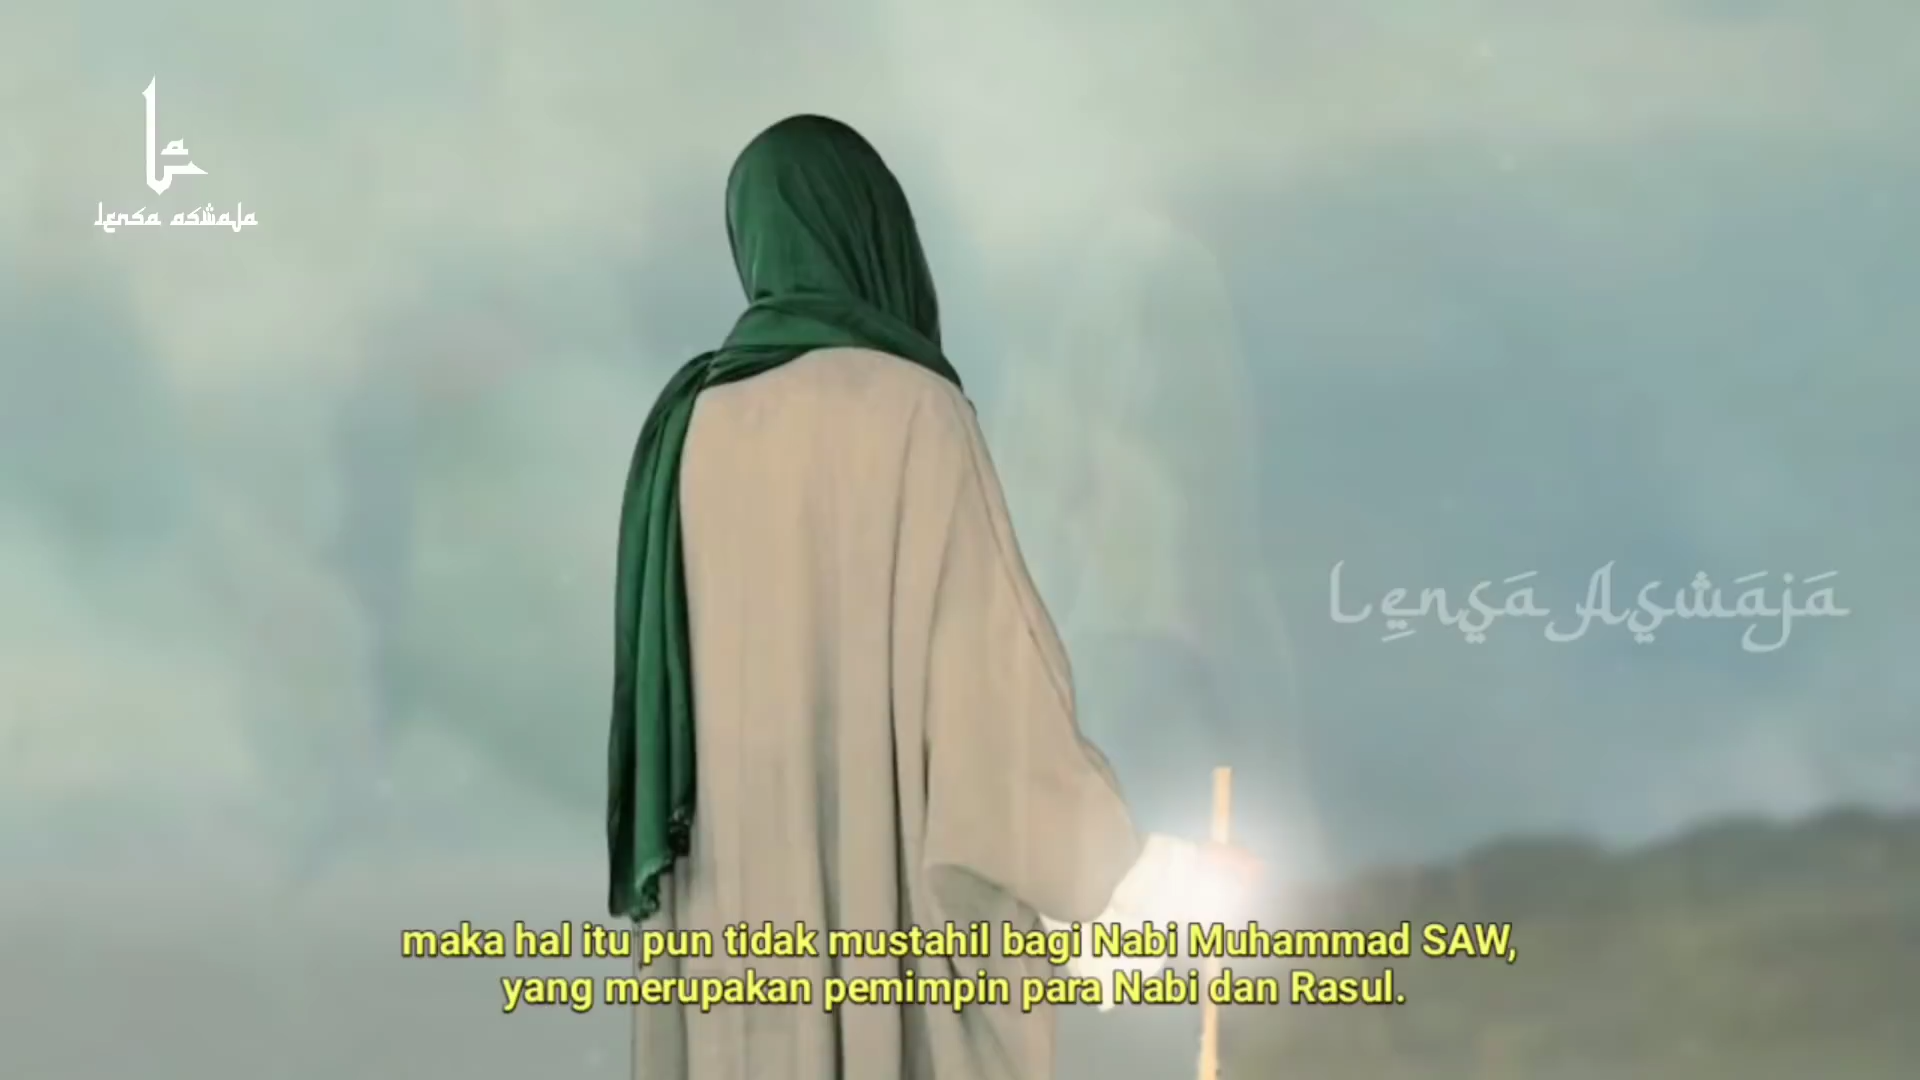 lensa aswaja
Lensa Aswaja
maka hal itu pun tidak mustahil bagi Nabi Muhammad SAW,
yang merupakan pemimpin para Nabi dan Rasul.